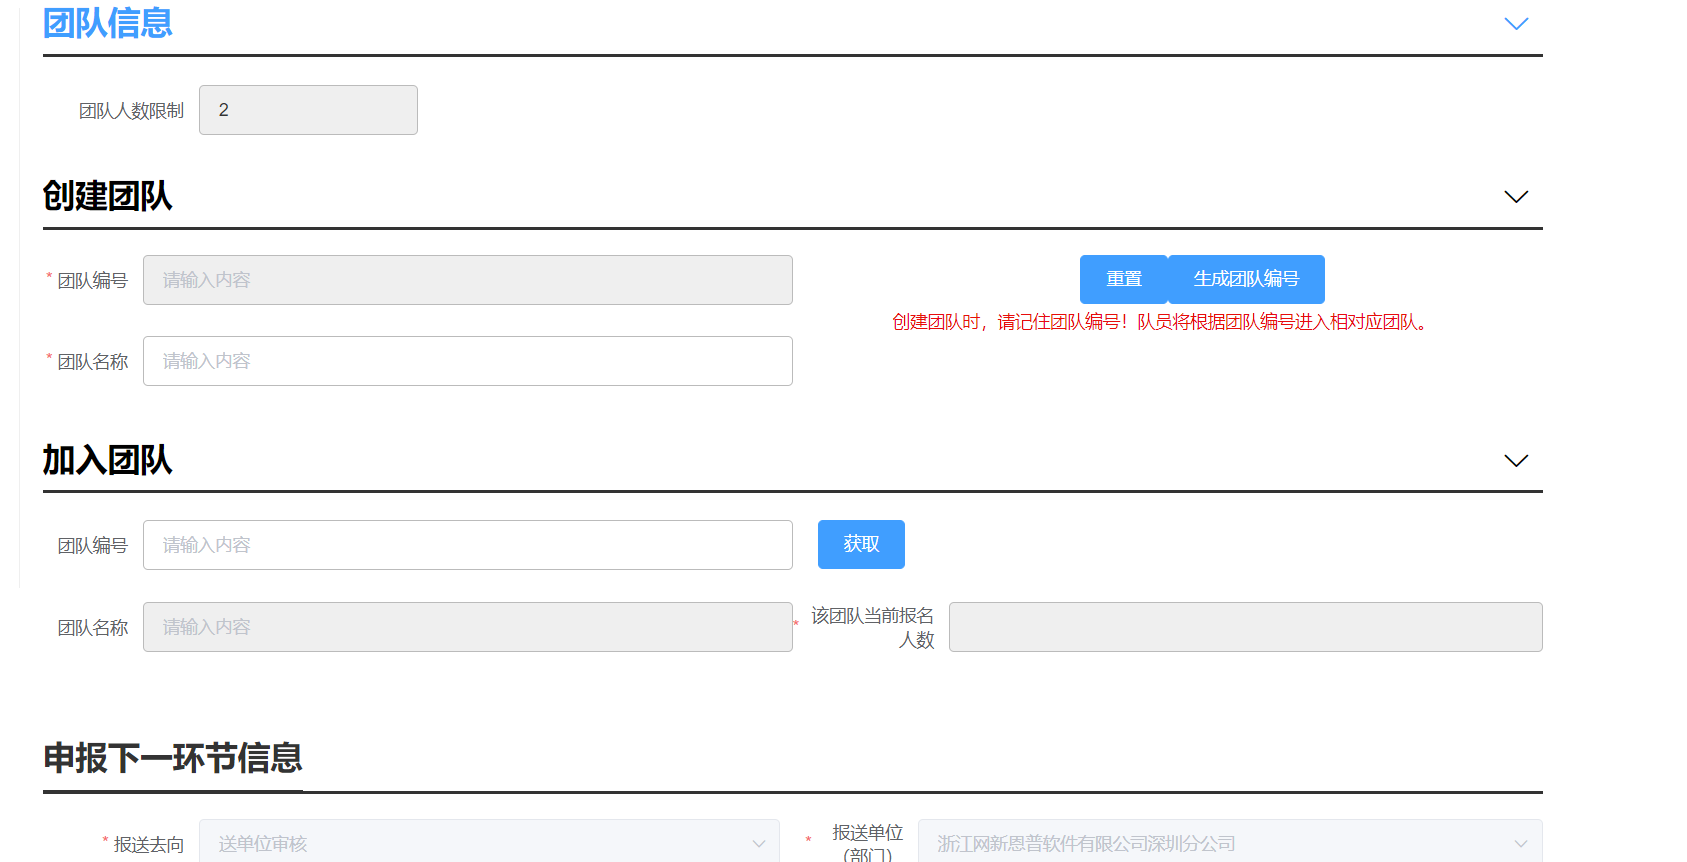 团队信息
团队人数限制 2
创建团队
* 团队编号 请输入内容 重置 生成团队编号
创建团队时，请记住团队编号！队员将根据团队编号进入相对应团队。
* 团队名称 请输入内容
加入团队
团队编号 请输入内容 获取
团队名称 请输入内容 * 该团队当前报名
人数
申报下一环节信息
* 报送去向 送单位审核 * 报送单位 浙江网新恩普软件有限公司深圳分公司
（部门）